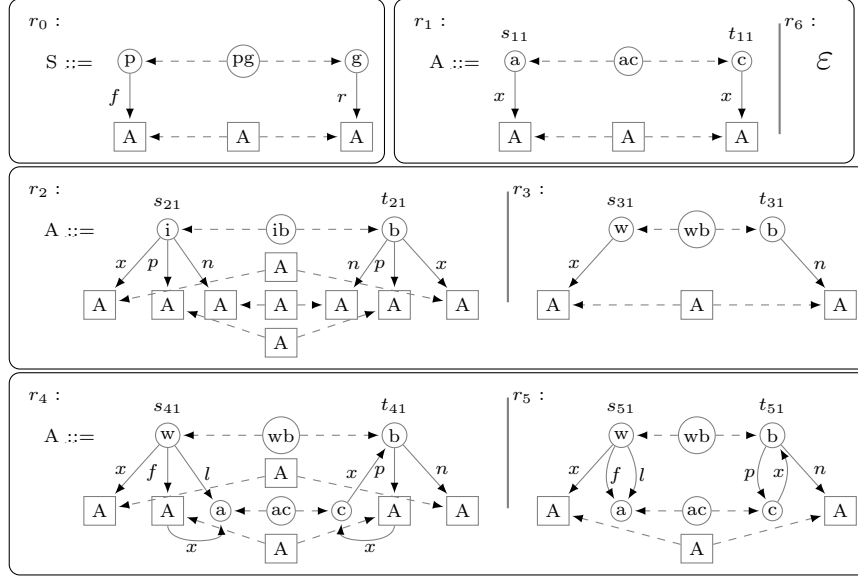 r0 :
S ::= p pg g
f r
A A A
r1 :
s11 t11
A ::= a ac c
x x
A A A
r6 :
ε
r2 :
s21 t21
A ::= i ib b
x p n A n p x
A A A A A A A
A
r3 :
s31 t31
w wb b
x n
A A A
r4 :
s41 t41
A ::= w wb b
x f l A x p n
A A a ac c A A
x A x
r5 :
s51 t51
w wb b
x f l p x n
A a ac c A
A